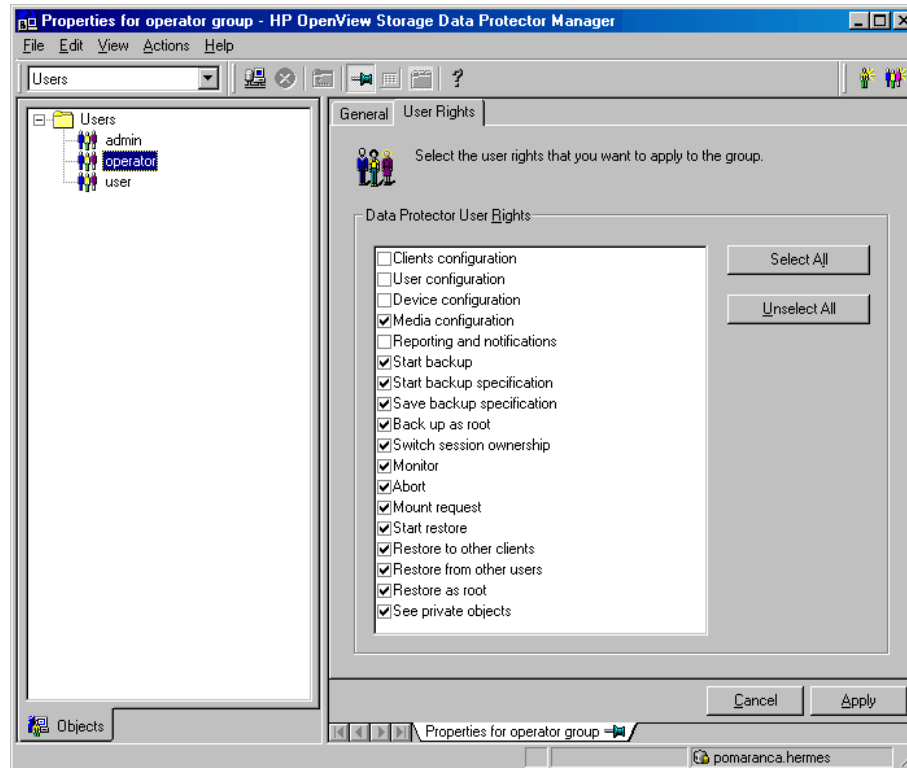 Properties for operator group - HP OpenView Storage Data Protector Manager
File Edit View Actions Help
Users
?
Users
admin
operator
user
General User Rights
Select the user rights that you want to apply to the group.
Data Protector User Rights
Clients configuration
User configuration
Device configuration
Media configuration
Reporting and notifications
Start backup
Start backup specification
Save backup specification
Back up as root
Switch session ownership
Monitor
Abort
Mount request
Start restore
Restore to other clients
Restore from other users
Restore as root
See private objects
Select All
Unselect All
Cancel Apply
Objects
Properties for operator group
pomaranca.hermes